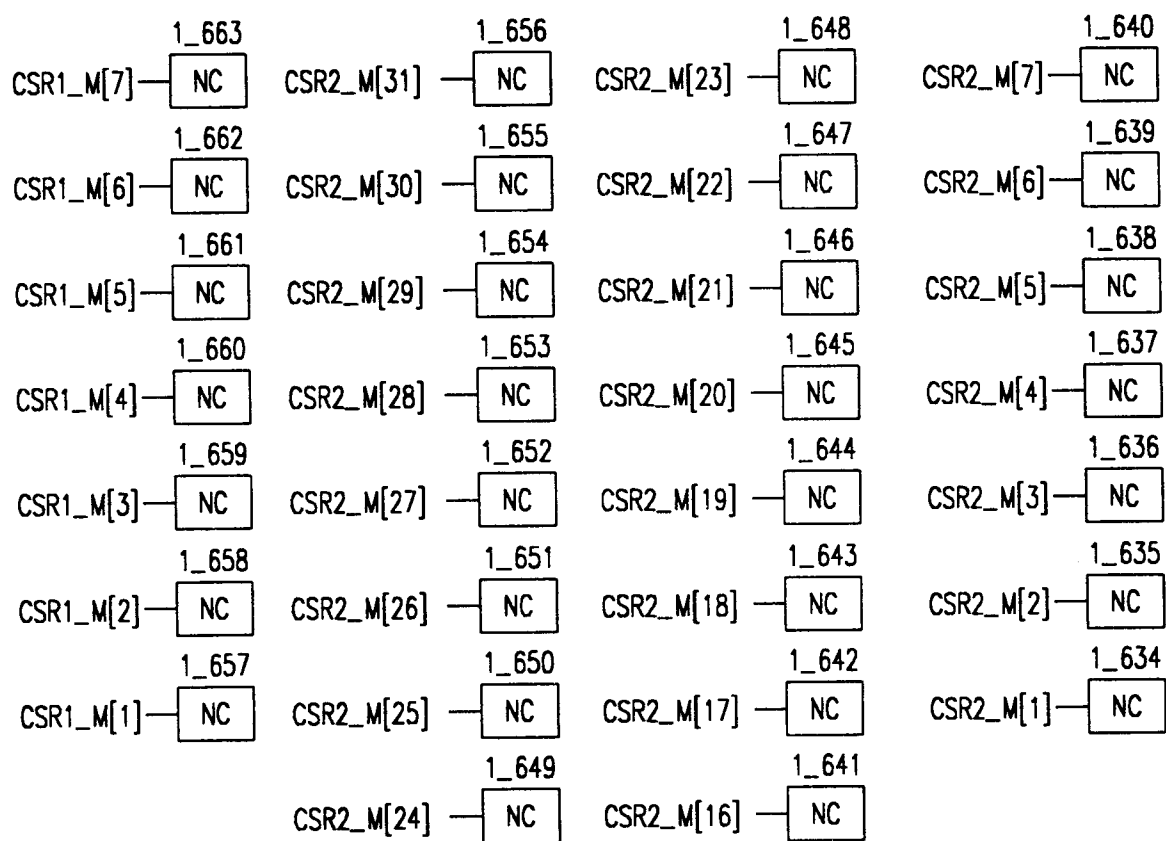 1_663 1_656 1_648 1_640
CSR1_M[7] NC CSR2_M[31] NC CSR2_M[23] NC CSR2_M[7] NC
1_662 1_655 1_647 1_639
CSR1_M[6] NC CSR2_M[30] NC CSR2_M[22] NC CSR2_M[6] NC
1_661 1_654 1_646 1_638
CSR1_M[5] NC CSR2_M[29] NC CSR2_M[21] NC CSR2_M[5] NC
1_660 1_653 1_645 1_637
CSR1_M[4] NC CSR2_M[28] NC CSR2_M[20] NC CSR2_M[4] NC
1_659 1_652 1_644 1_636
CSR1_M[3] NC CSR2_M[27] NC CSR2_M[19] NC CSR2_M[3] NC
1_658 1_651 1_643 1_635
CSR1_M[2] NC CSR2_M[26] NC CSR2_M[18] NC CSR2_M[2] NC
1_657 1_650 1_642 1_634
CSR1_M[1] NC CSR2_M[25] NC CSR2_M[17] NC CSR2_M[1] NC
1_649 1_641
CSR2_M[24] NC CSR2_M[16] NC